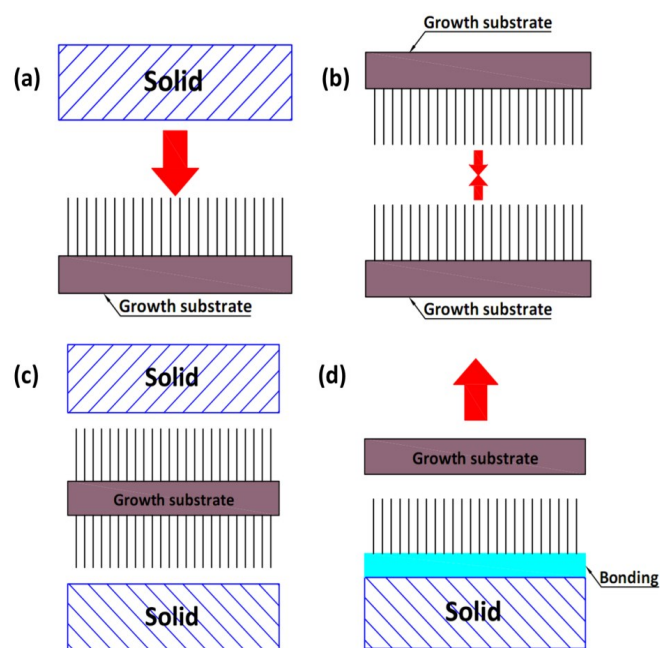 (a)
Solid
Growth substrate
(b)
Growth substrate
Growth substrate
(c)
Solid
Growth substrate
Solid
(d)
Growth substrate
Bonding
Solid